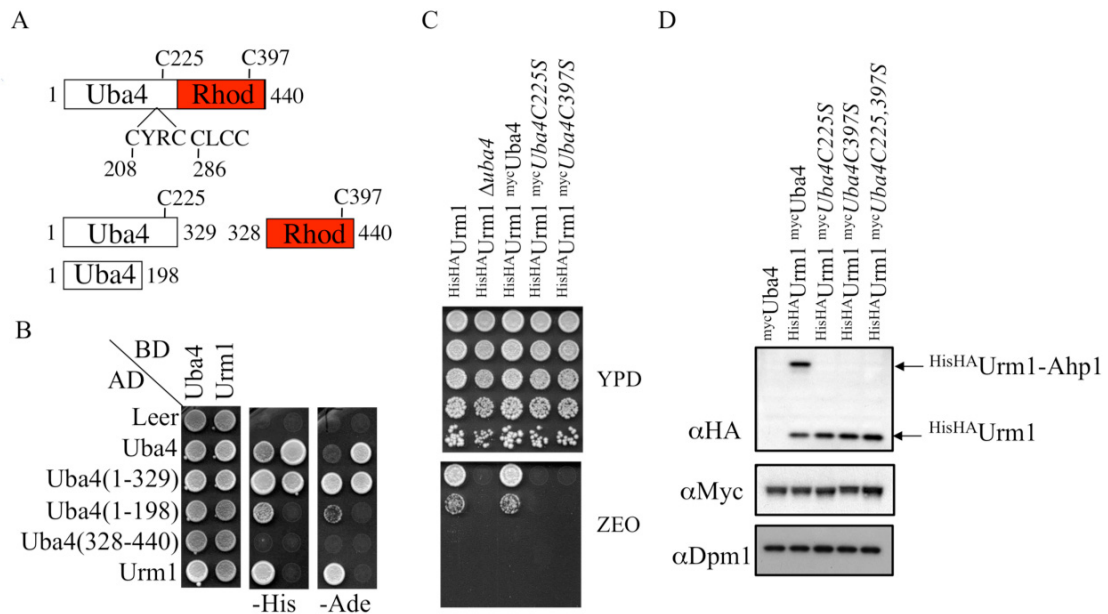 A
C225 C397
1 Uba4 Rhod 440
CYRC CLCC
208 286
C225 C397
1 Uba4 329 328 Rhod 440
1 Uba4 198
B
BD
AD
Uba4 Urm1
Leer
Uba4
Uba4(1-329)
Uba4(1-198)
Uba4(328-440)
Urm1
-His -Ade
C
HisHAUrm1
HisHAUrm1 Δuba4
HisHAUrm1 mycUba4
HisHAUrm1 mycUba4C225S
HisHAUrm1 mycUba4C397S
YPD
ZEO
D
mycUba4
HisHAUrm1 mycUba4
HisHAUrm1 mycUba4C225S
HisHAUrm1 mycUba4C397S
HisHAUrm1 mycUba4C225,397S
HisHAUrm1-Ahp1
αHA HisHAUrm1
αMyc
αDpm1